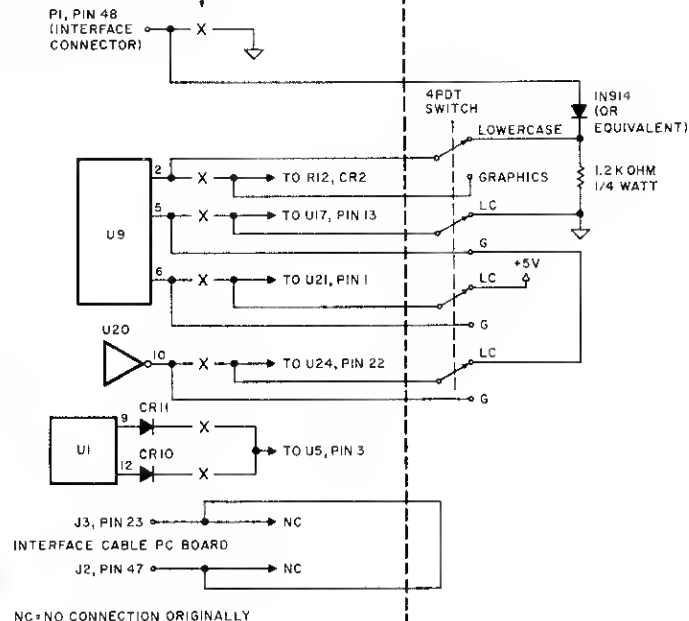 P1, PIN 48
(INTERFACE
CONNECTOR)
X
4PDT
SWITCH
1N914
(OR
EQUIVALENT)
LOWERCASE
1.2K OHM
1/4 WATT
U9
2
X
TO R12, CR2
GRAPHICS
5
X
TO U17, PIN 13
LC
G
+5V
6
X
TO U21, PIN 1
LC
G
U20
10
X
TO U24, PIN 22
LC
G
U1
9
CR11
X
12
CR10
X
TO U5, PIN 3
J3, PIN 23
NC
INTERFACE CABLE PC BOARD
J2, PIN 47
NC
NC=NO CONNECTION ORIGINALLY